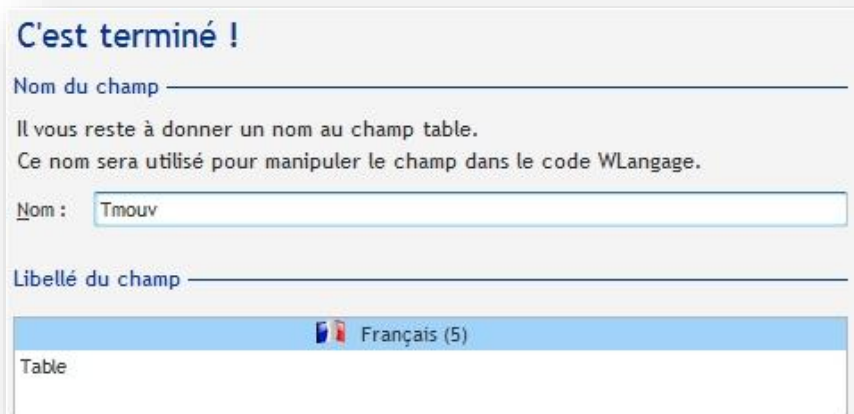 C'est terminé !
Nom du champ
Il vous reste à donner un nom au champ table.
Ce nom sera utilisé pour manipuler le champ dans le code WLangage.
Nom : Tmouv
Libellé du champ
Français (5)
Table